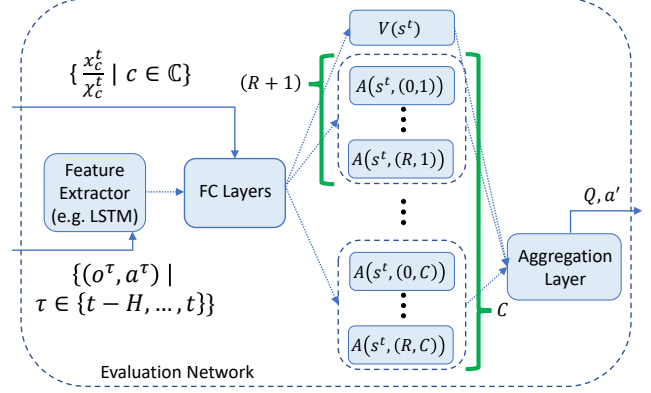 V(s^t)
{ x_c^t / χ_c^t | c ∈ ℂ}
(R + 1)
A(s^t, (0,1))
A(s^t, (R, 1))
Feature
Extractor
(e.g. LSTM)
FC Layers
Q, a′
Aggregation
Layer
{(o^τ, a^τ) |
τ ∈ {t − H, … , t}}
A(s^t, (0, C))
A(s^t, (R, C))
C
Evaluation Network